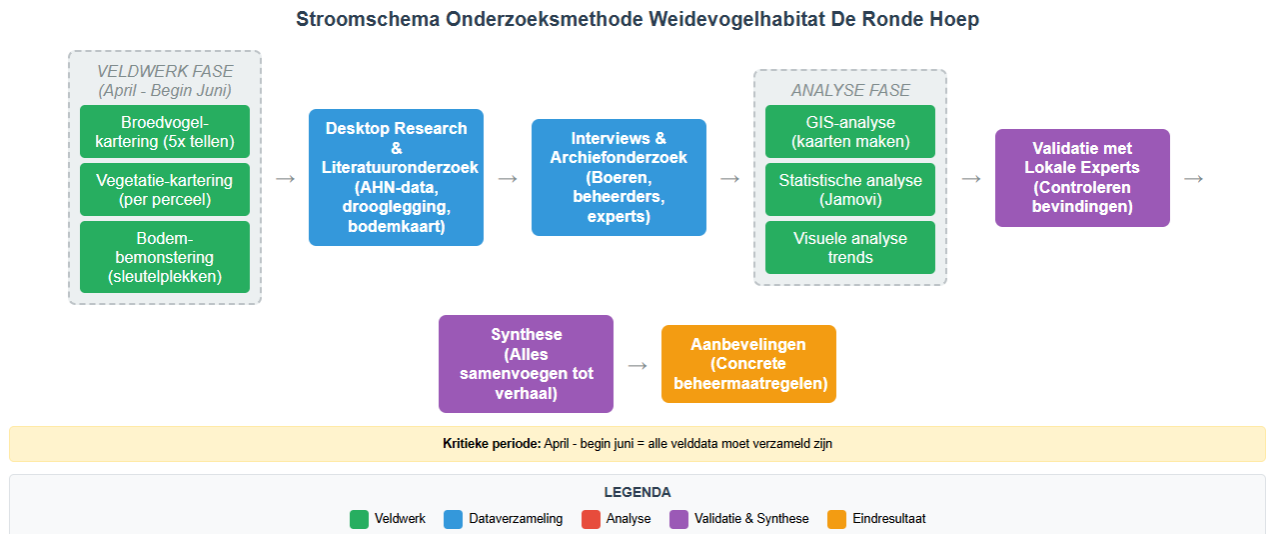 Stroomschema Onderzoeksmethode Weidevogelhabitat De Ronde Hoep
VELDWERK FASE
(April - Begin Juni)
Broedvogel-
kartering (5x tellen)
Vegetatie-kartering
(per perceel)
Bodem-
bemonstering
(sleutelplekken)
→
Desktop Research
&
Literatuuronderzoek
(AHN-data,
drooglegging,
bodemkaart)
→
Interviews &
Archiefonderzoek
(Boeren,
beheerders,
experts)
→
ANALYSE FASE
GIS-analyse
(kaarten maken)
Statistische analyse
(Jamovi)
Visuele analyse
trends
→
Validatie met
Lokale Experts
(Controleren
bevindingen)
→
Synthese
(Alles
samenvoegen tot
verhaal)
→
Aanbevelingen
(Concrete
beheermaatregelen)
Kritieke periode: April - begin juni = alle velddata moet verzameld zijn
LEGENDA
Veldwerk Dataverzameling Analyse Validatie & Synthese Eindresultaat